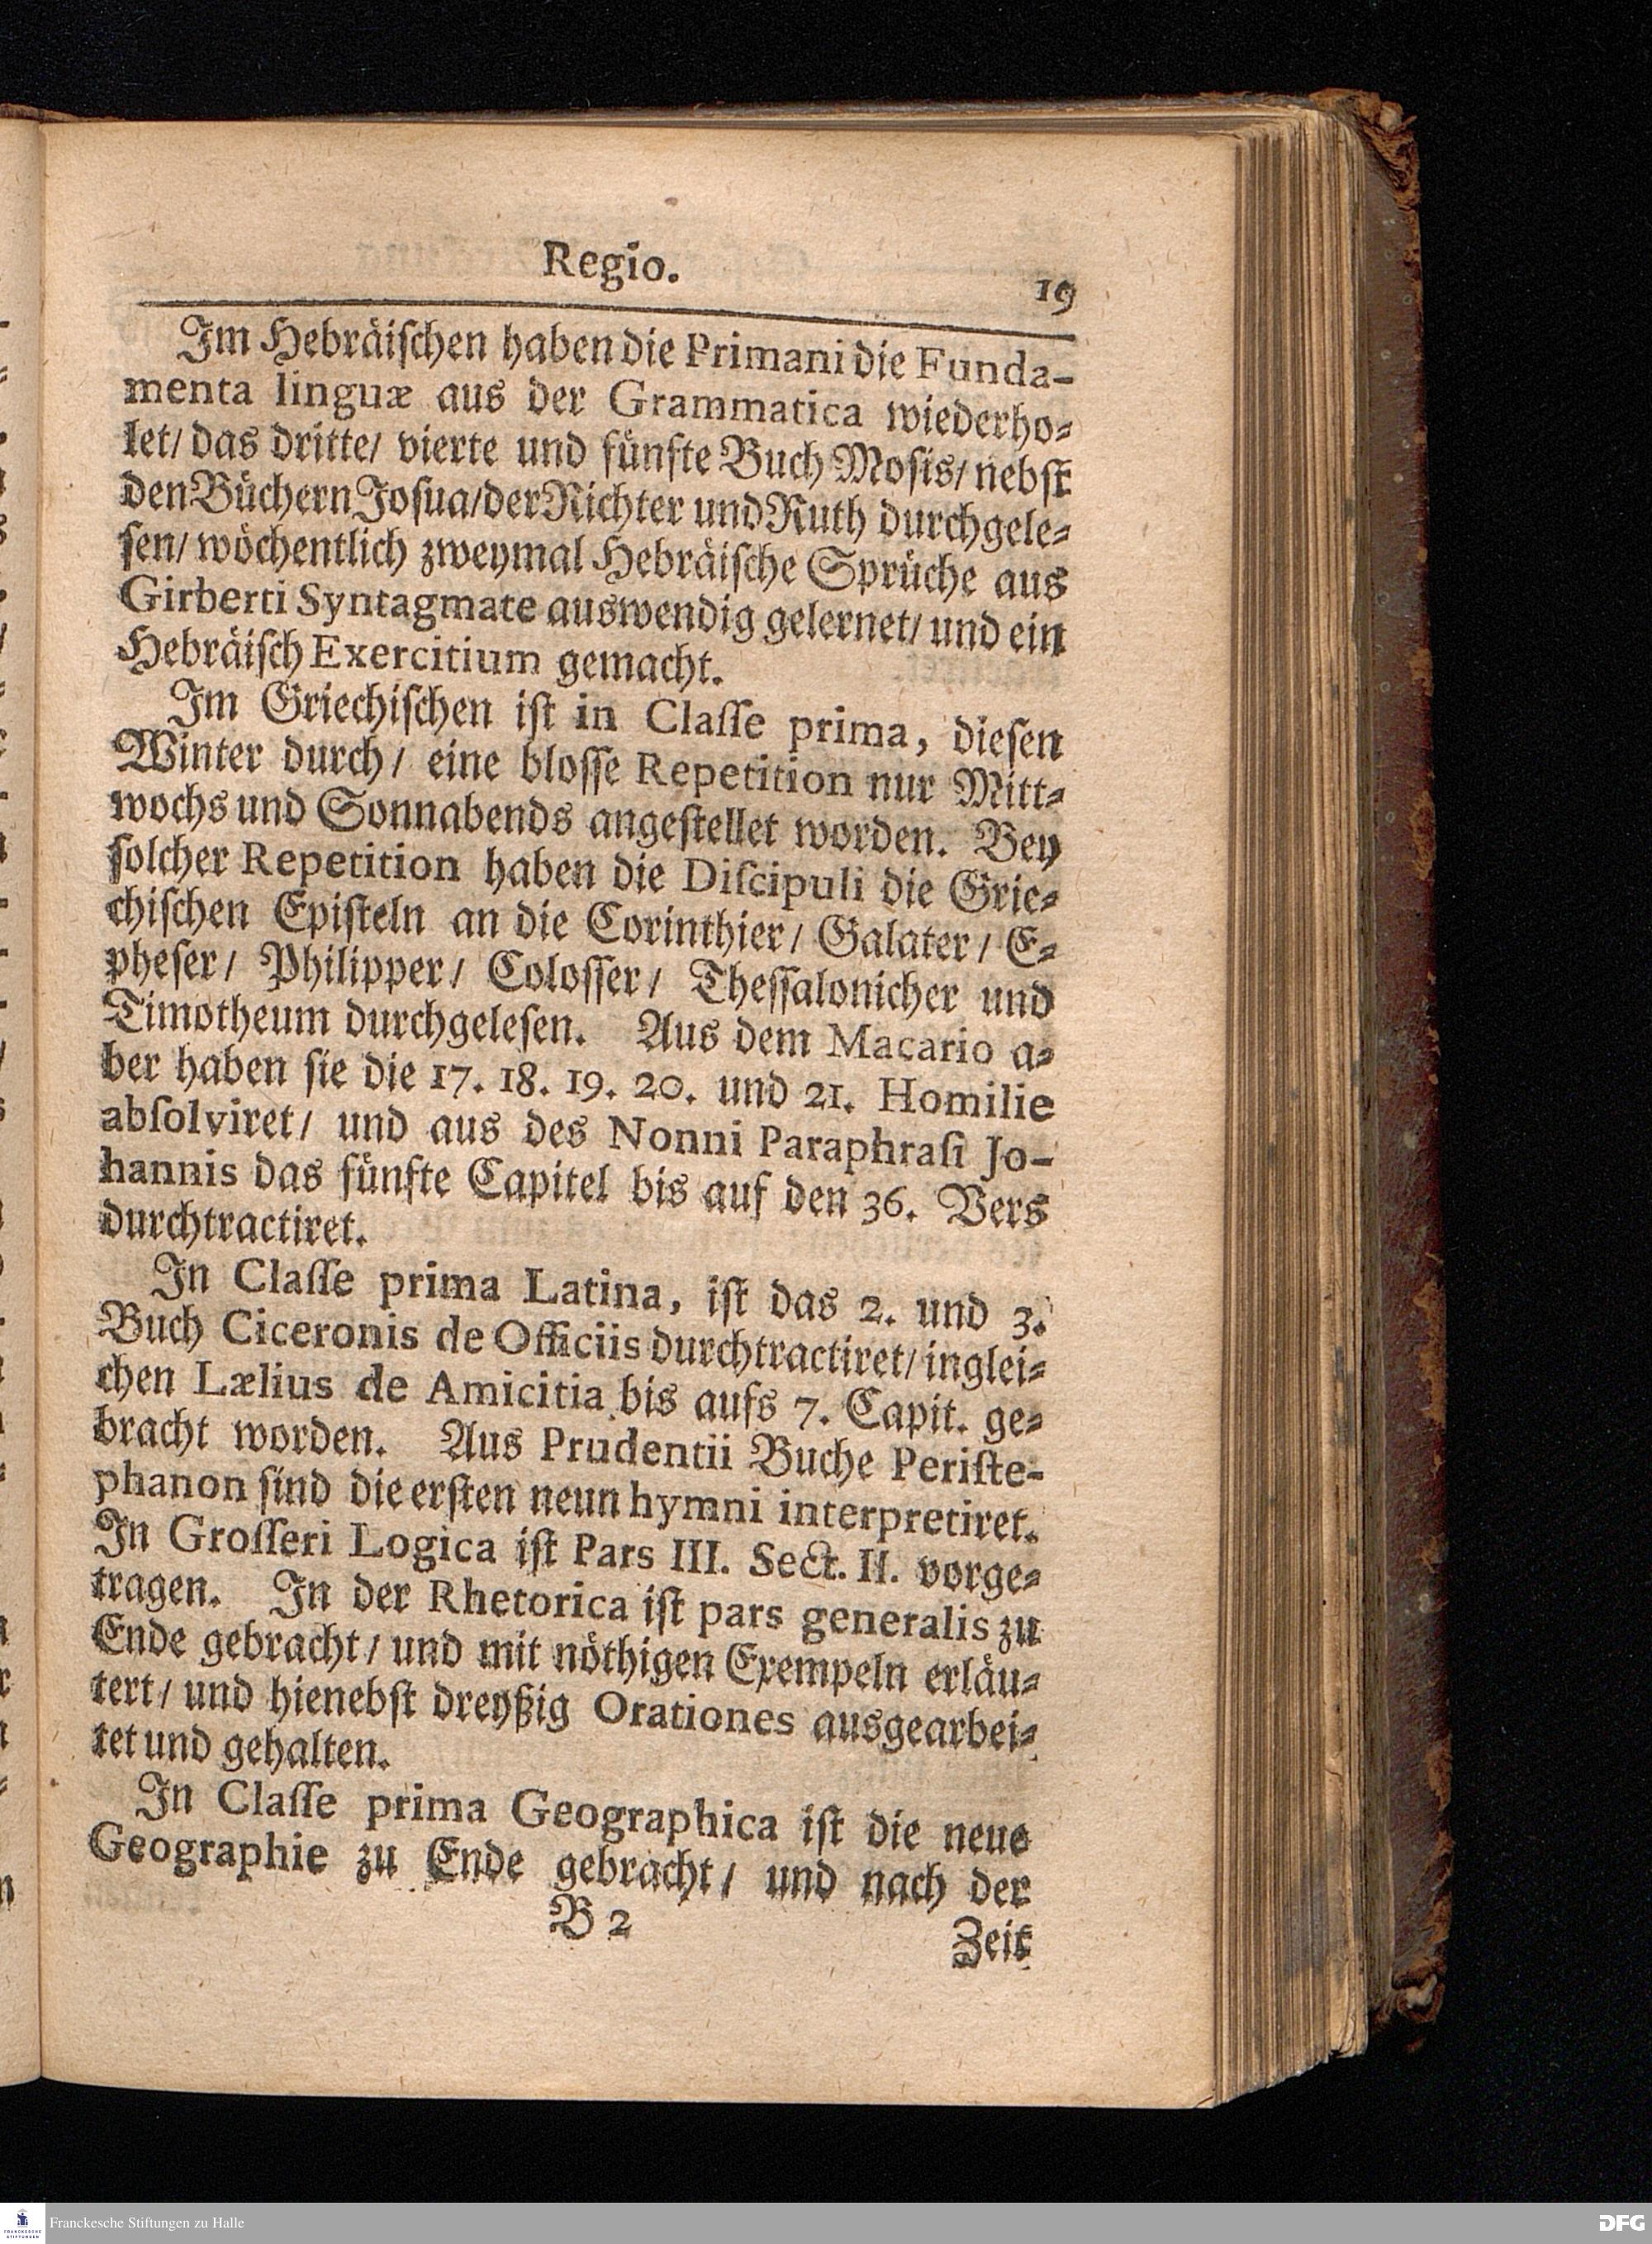 Regio.
19
Im Hebräiſchen haben die Primani die Funda-
menta linguæ aus der Grammatica wiederho⸗
let/ das dritte/ vierte und fünfte Buch Moſis/ nebſt
den Büchern Joſua/ der Richter und Ruth durchgele⸗
ſen/ wöchentlich zweymal Hebräiſche Sprüche aus
Girberti Syntagmate auswendig gelernet/ und ein
Hebräiſch Exercitium gemacht.
Im Griechiſchen iſt in Claſſe prima, dieſen
Winter durch/ eine bloſſe Repetition nur Mitt⸗
wochs und Sonnabends angeſtellet worden. Bey
ſolcher Repetition haben die Diſcipuli die Grie⸗
chiſchen Epiſteln an die Corinthier/ Galater/ E⸗
pheſer/ Philipper/ Coloſſer/ Theſſalonicher und
Timotheum durchgeleſen. Aus dem Macario a⸗
ber haben ſie die 17. 18. 19. 20. und 21. Homilie
abſolviret/ und aus des Nonni Paraphraſi Jo-
hannis das fünfte Capitel bis auf den 36. Vers
durchtractiret.
In Claſſe prima Latina, iſt das 2. und 3.
Buch Ciceronis de Officiis durchtractiret/ inglei⸗
chen Lælius de Amicitia bis aufs 7. Capit. ge⸗
bracht worden. Aus Prudentii Buche Periſte-
phanon ſind die erſten neun hymni interpretiret.
In Groſſeri Logica iſt Pars III. Sect. II. vorge⸗
tragen. In der Rhetorica iſt pars generalis zu
Ende gebracht/ und mit nöthigen Exempeln erläu⸗
tert/ und hienebſt dreyßig Orationes ausgearbei⸗
tet und gehalten.
In Claſſe prima Geographica iſt die neue
Geographie zu Ende gebracht/ und nach der
B 2
Zeit
Franckesche Stiftungen zu Halle
FRANCKESCHE
STIFTUNGEN
DFG